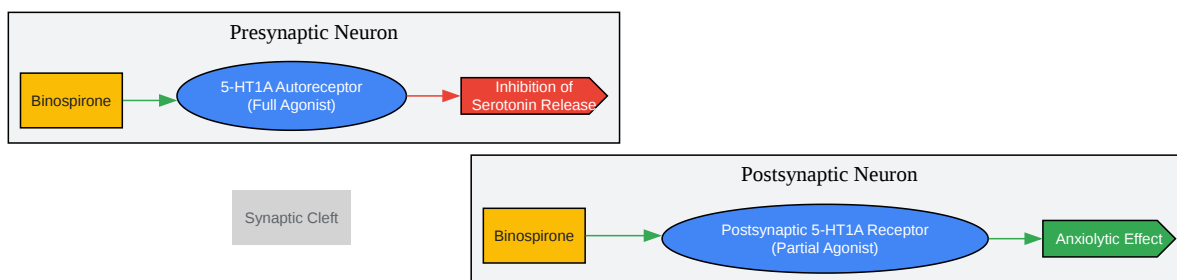 Presynaptic Neuron
Binospirone
5-HT1A Autoreceptor
(Full Agonist)
Inhibition of
Serotonin Release
Synaptic Cleft
Postsynaptic Neuron
Binospirone
Postsynaptic 5-HT1A Receptor
(Partial Agonist)
Anxiolytic Effect